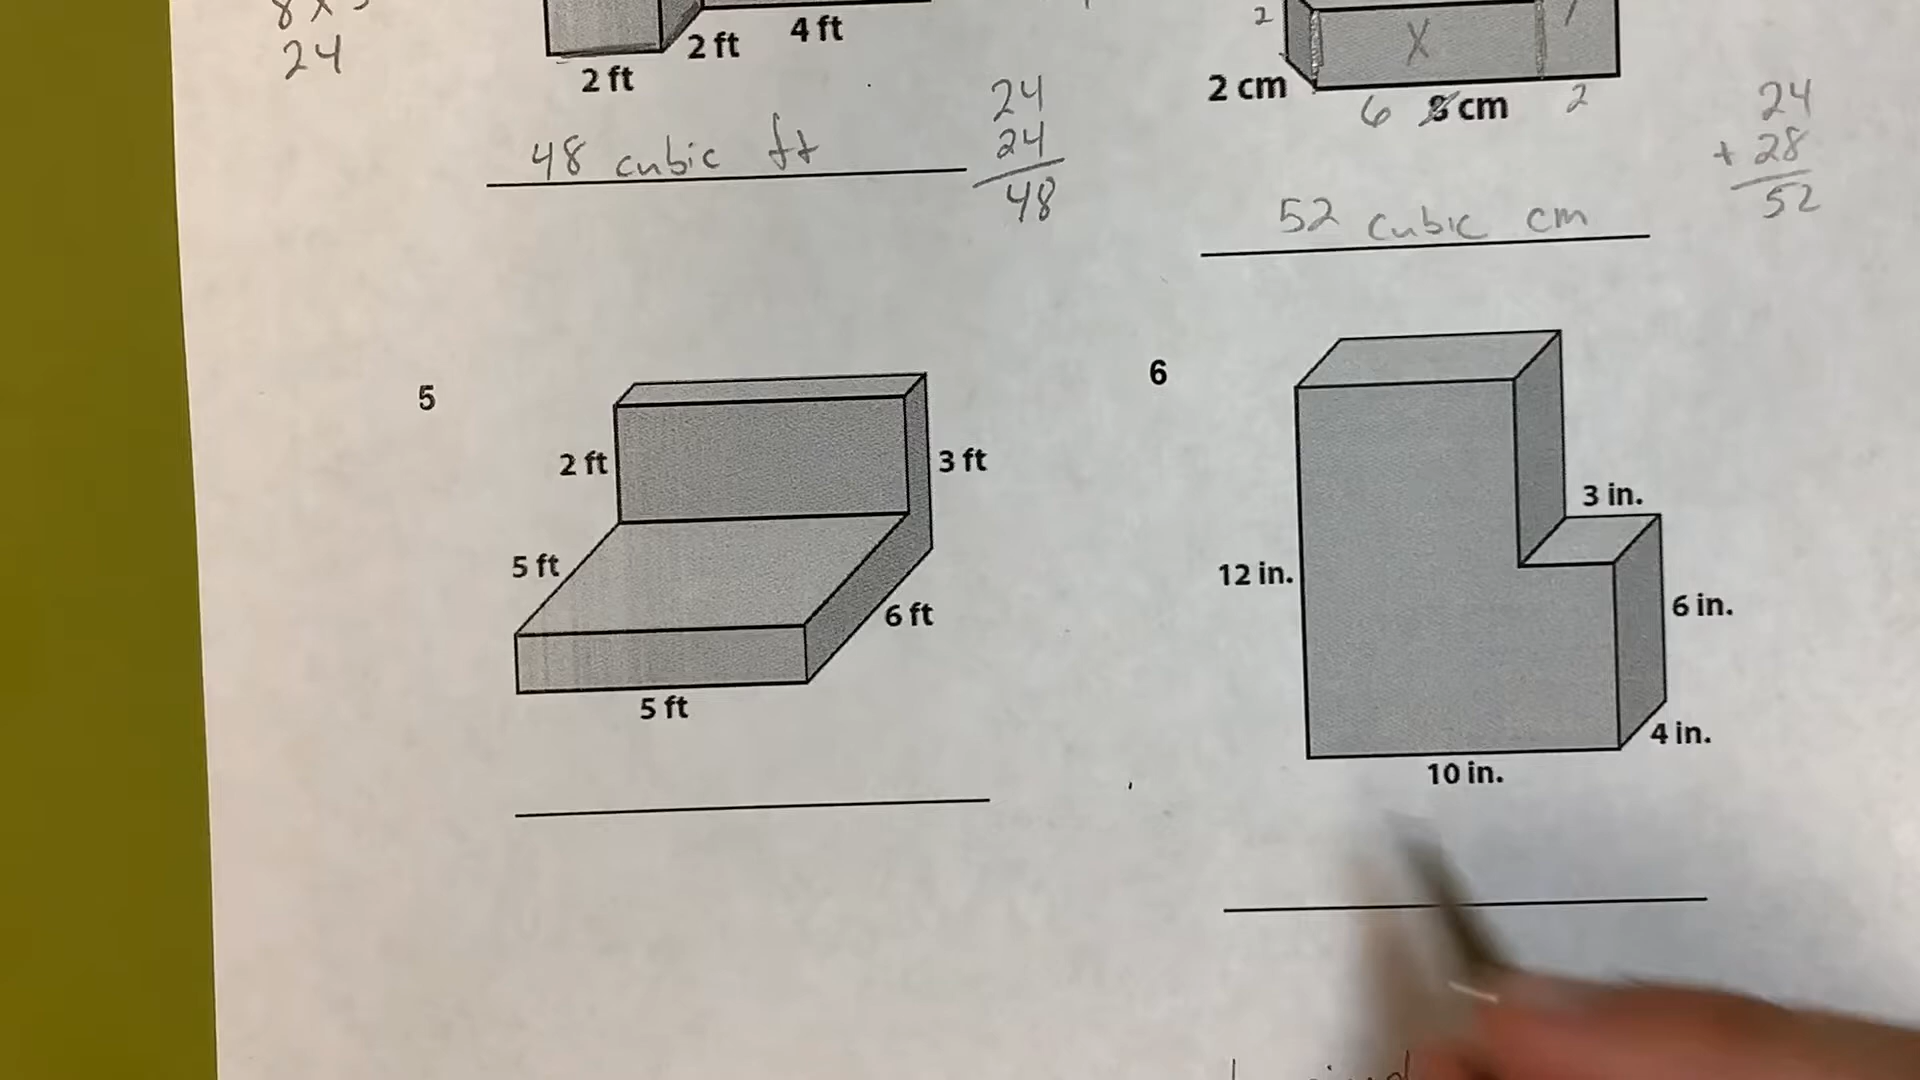 8 x
24
2 ft
2 ft
4 ft
24
24
48
48 cubic ft
2
X
2 cm
6 8 cm 2
24
+ 28
52
52 cubic cm
5
2 ft
3 ft
5 ft
6 ft
5 ft
6
3 in.
12 in.
6 in.
4 in.
10 in.